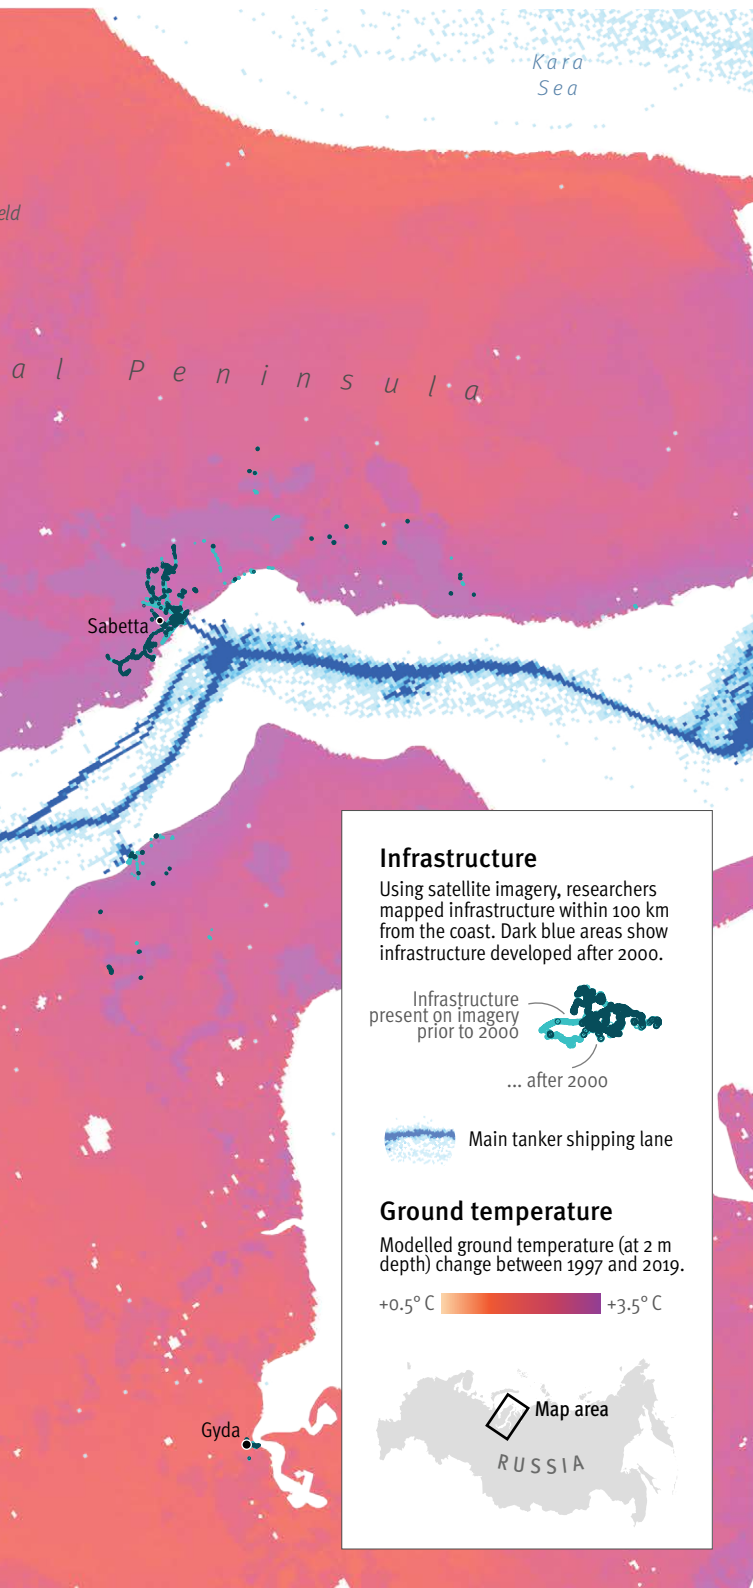 Kara
Sea
eld
al Peninsula
Sabetta
Infrastructure
Using satellite imagery, researchers
mapped infrastructure within 100 km
from the coast. Dark blue areas show
infrastructure developed after 2000.
Infrastructure
present on imagery
prior to 2000
... after 2000
Main tanker shipping lane
Ground temperature
Modelled ground temperature (at 2 m
depth) change between 1997 and 2019.
+0.5° C +3.5° C
Map area
RUSSIA
Gyda